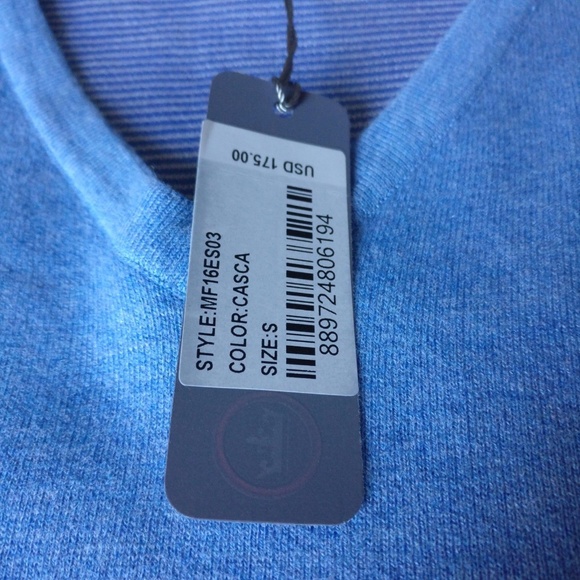 USD 175.00
STYLE:MF16ES03
COLOR:CASCA
SIZE:S
889724806194